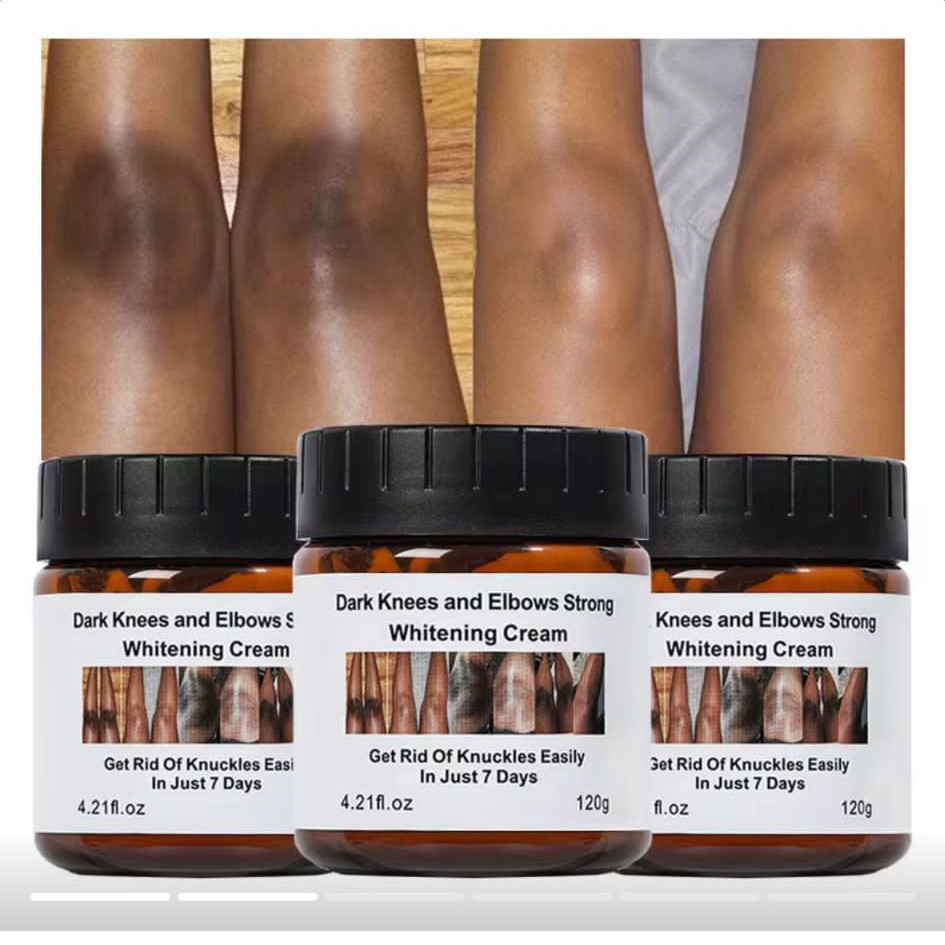 Dark Knees and Elbows S
Whitening Cream
Get Rid Of Knuckles Easi
In Just 7 Days
4.21fl.oz
Dark Knees and Elbows Strong
Whitening Cream
Get Rid Of Knuckles Easily
In Just 7 Days
4.21fl.oz 120g
Knees and Elbows Strong
Whitening Cream
Get Rid Of Knuckles Easily
In Just 7 Days
fl.oz 120g